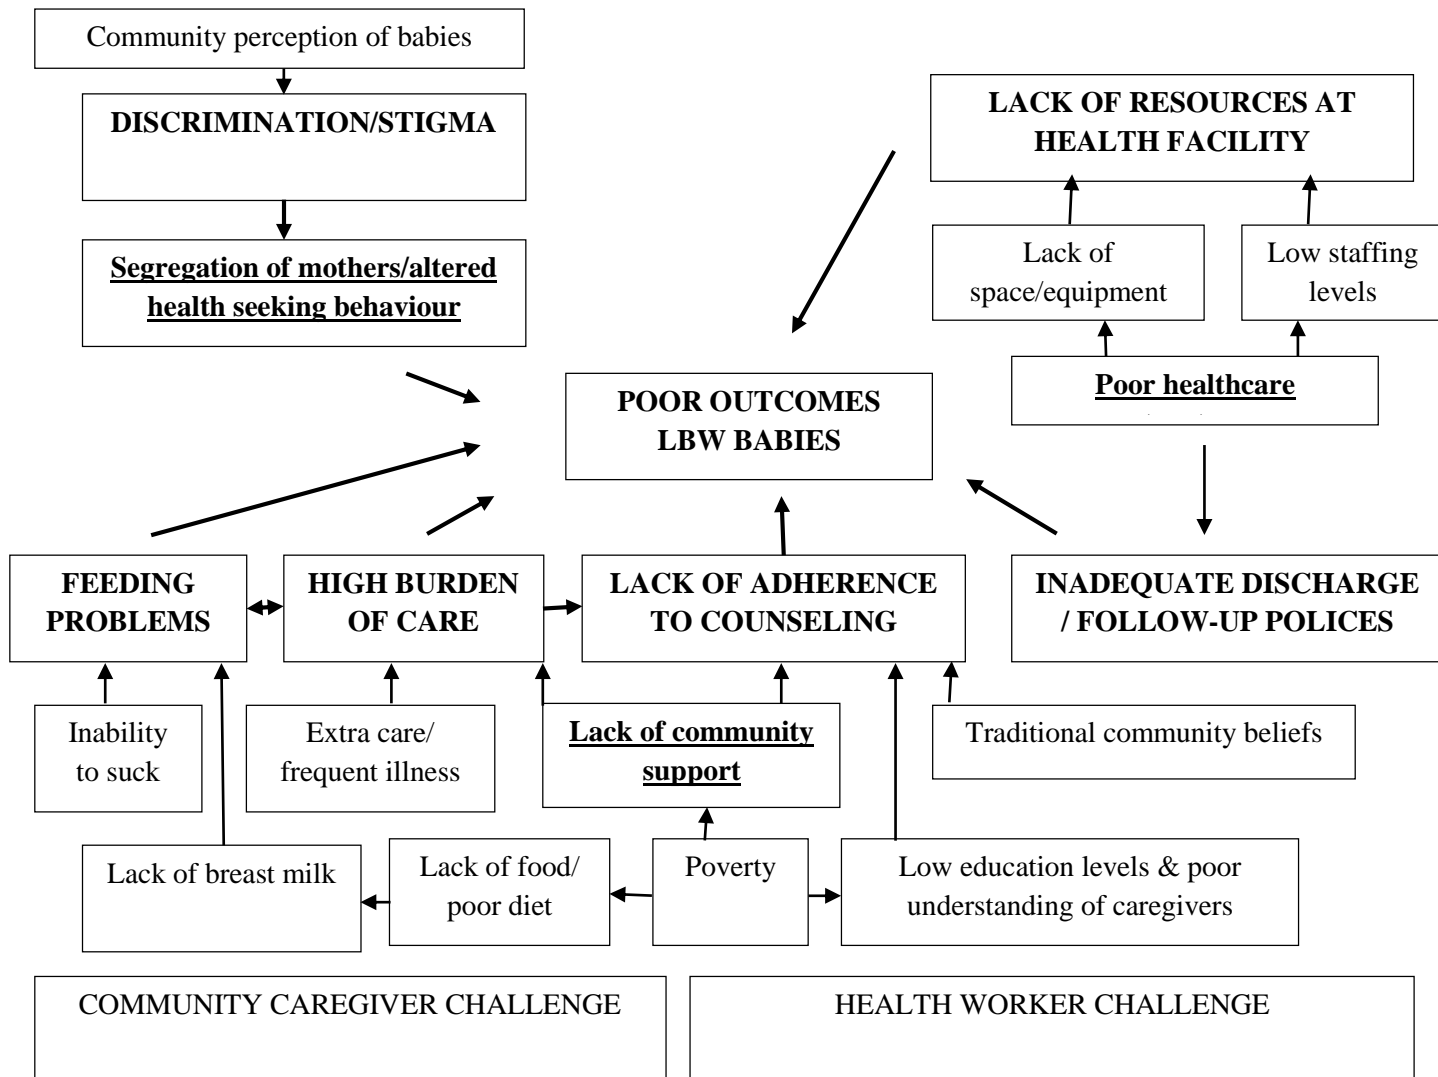 Community perception of babies
DISCRIMINATION/STIGMA
Segregation of mothers/altered
health seeking behaviour
LACK OF RESOURCES AT
HEALTH FACILITY
Lack of
space/equipment
Low staffing
levels
Poor healthcare
POOR OUTCOMES
LBW BABIES
FEEDING
PROBLEMS
HIGH BURDEN
OF CARE
LACK OF ADHERENCE
TO COUNSELING
INADEQUATE DISCHARGE
/ FOLLOW-UP POLICES
Inability
to suck
Extra care/
frequent illness
Lack of community
support
Traditional community beliefs
Lack of breast milk
Lack of food/
poor diet
Poverty
Low education levels & poor
understanding of caregivers
COMMUNITY CAREGIVER CHALLENGE
HEALTH WORKER CHALLENGE